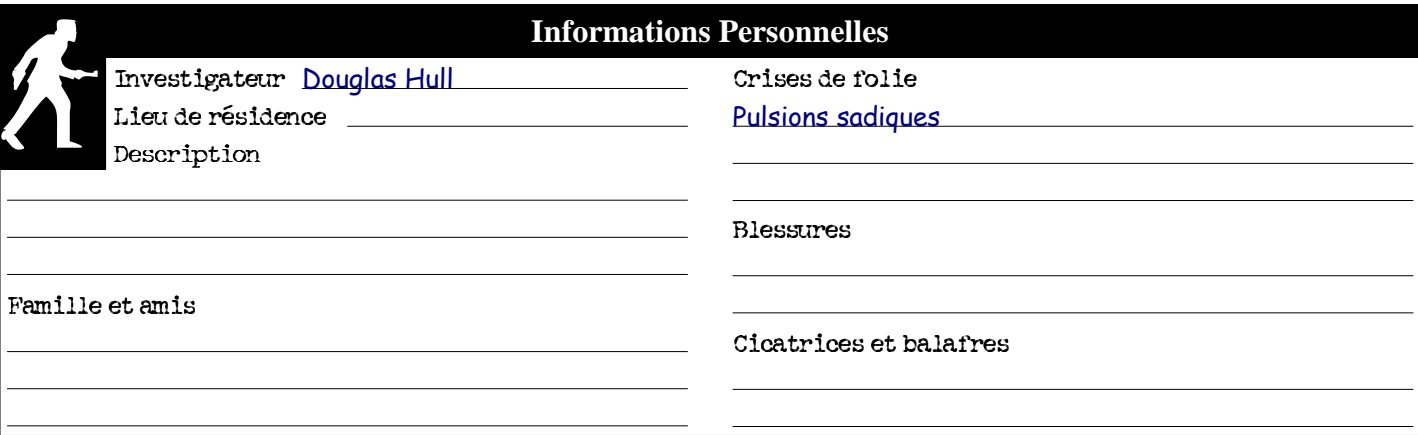 Informations Personnelles
Investigateur Douglas Hull
Lieu de résidence
Description
Famille et amis
Crises de folie
Pulsions sadiques
Blessures
Cicatrices et balafres